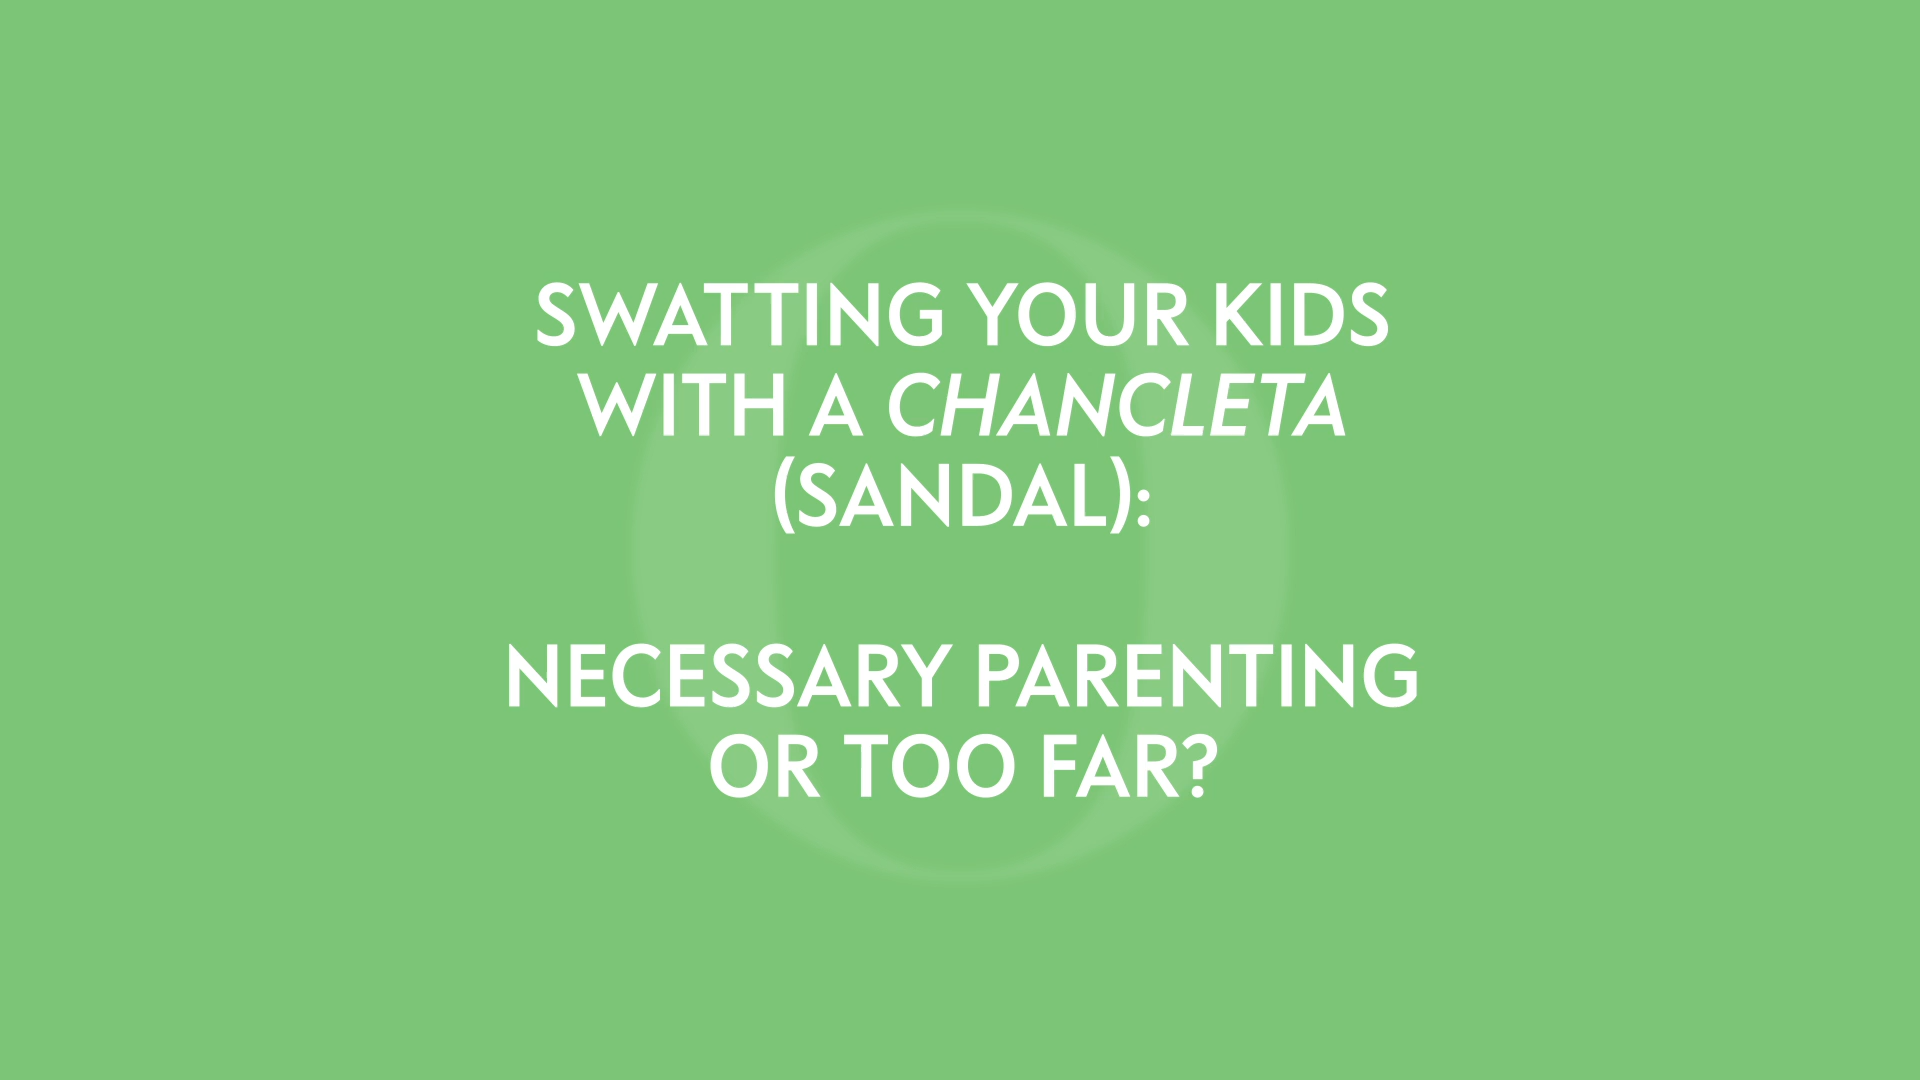 SWATTING YOUR KIDS
WITH A CHANCLETA
(SANDAL):
NECESSARY PARENTING
OR TOO FAR?